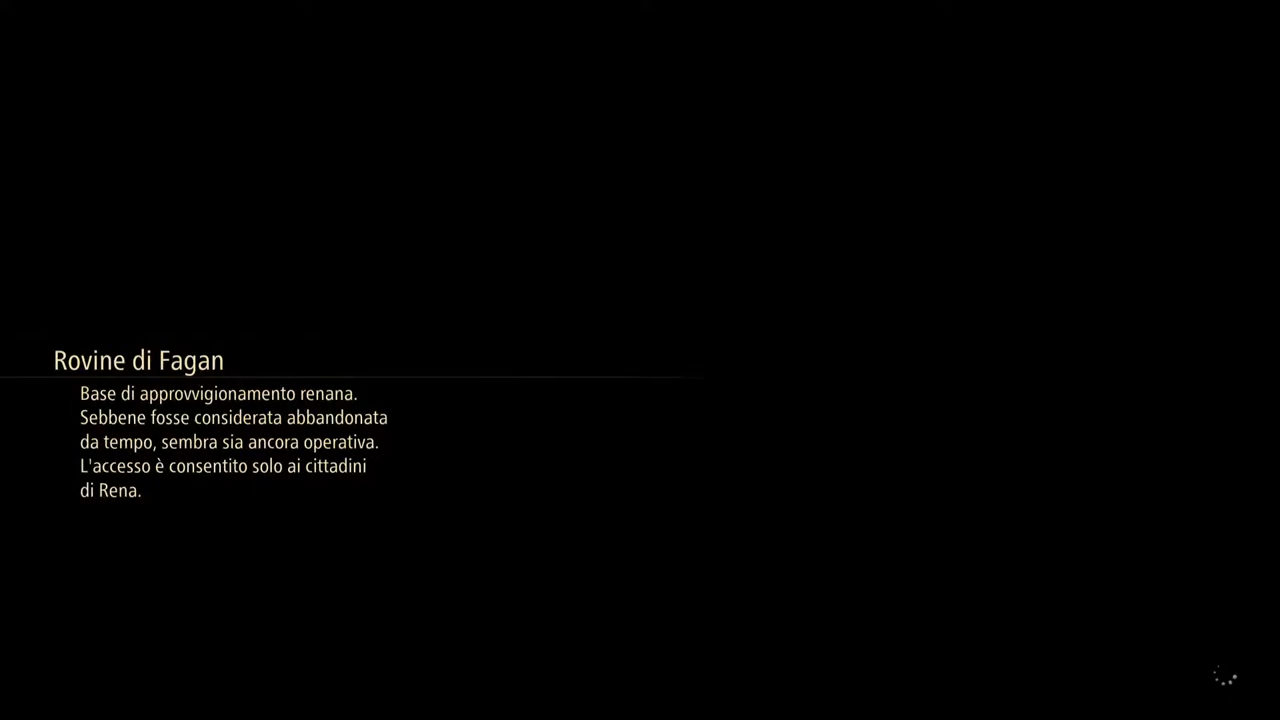 Rovine di Fagan
Base di approvvigionamento renana.
Sebbene fosse considerata abbandonata
da tempo, sembra sia ancora operativa.
L'accesso è consentito solo ai cittadini
di Rena.